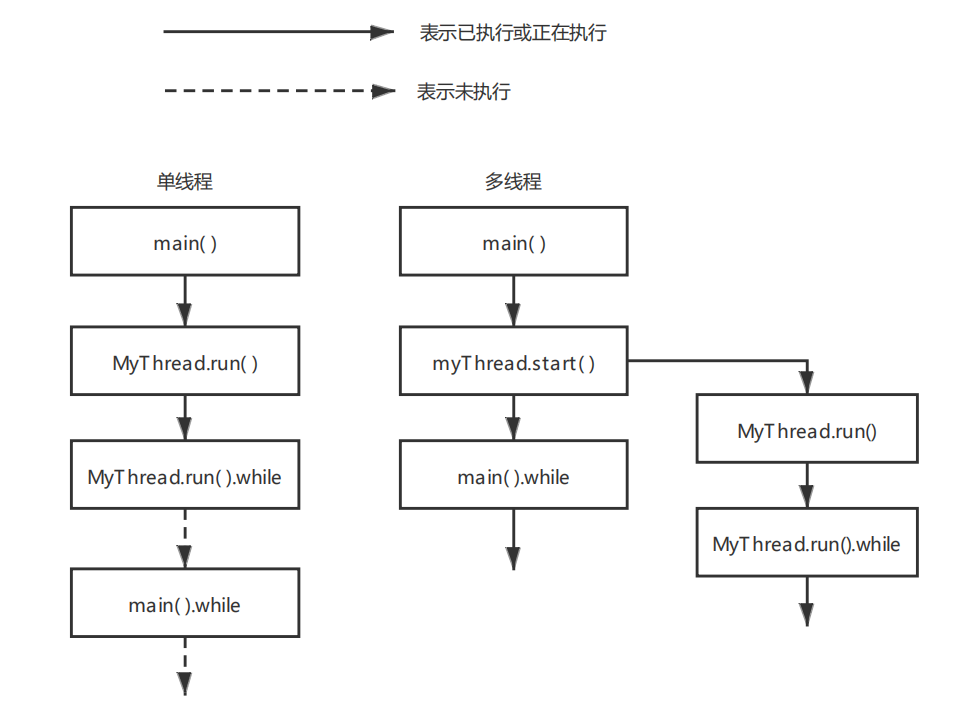 表示已执行或正在执行
表示未执行
单线程
main( )
MyThread.run( )
MyThread.run( ).while
main( ).while
多线程
main( )
myThread.start( )
main( ).while
MyThread.run()
MyThread.run().while